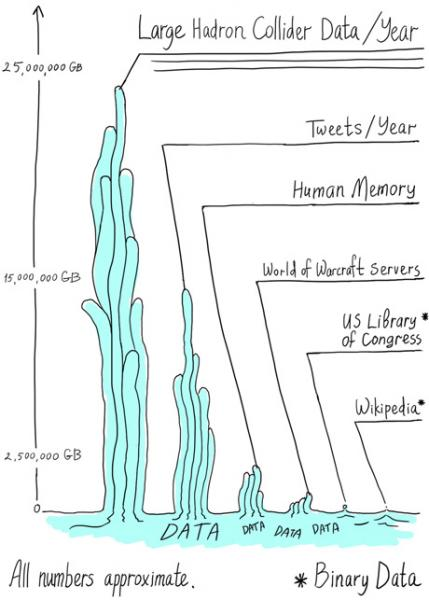 Large Hadron Collider Data/Year
25,000,000 GB
Tweets/Year
Human Memory
World of Warcraft Servers
15,000,000 GB
US Library *
of Congress
Wikipedia*
2,500,000 GB
0
DATA
DATA
DATA
DATA
All numbers approximate.
* Binary Data